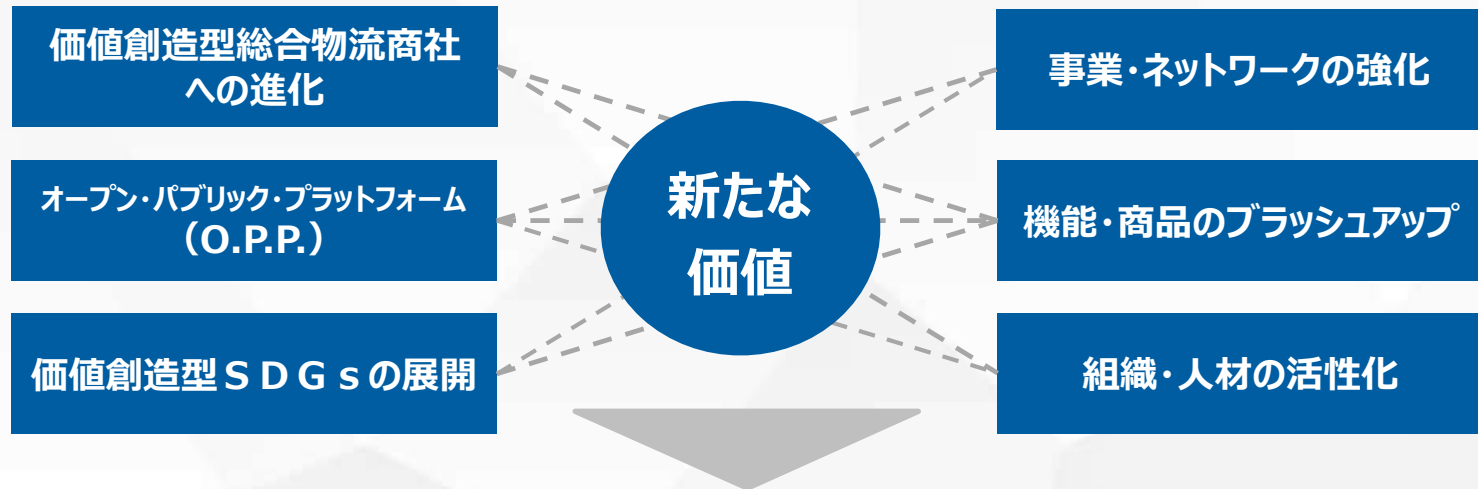 価値創造型総合物流商社
への進化
オープン・パブリック・プラットフォーム
（O.P.P.）
価値創造型ＳＤＧｓの展開
新たな
価値
事業・ネットワークの強化
機能・商品のブラッシュアップ
組織・人材の活性化